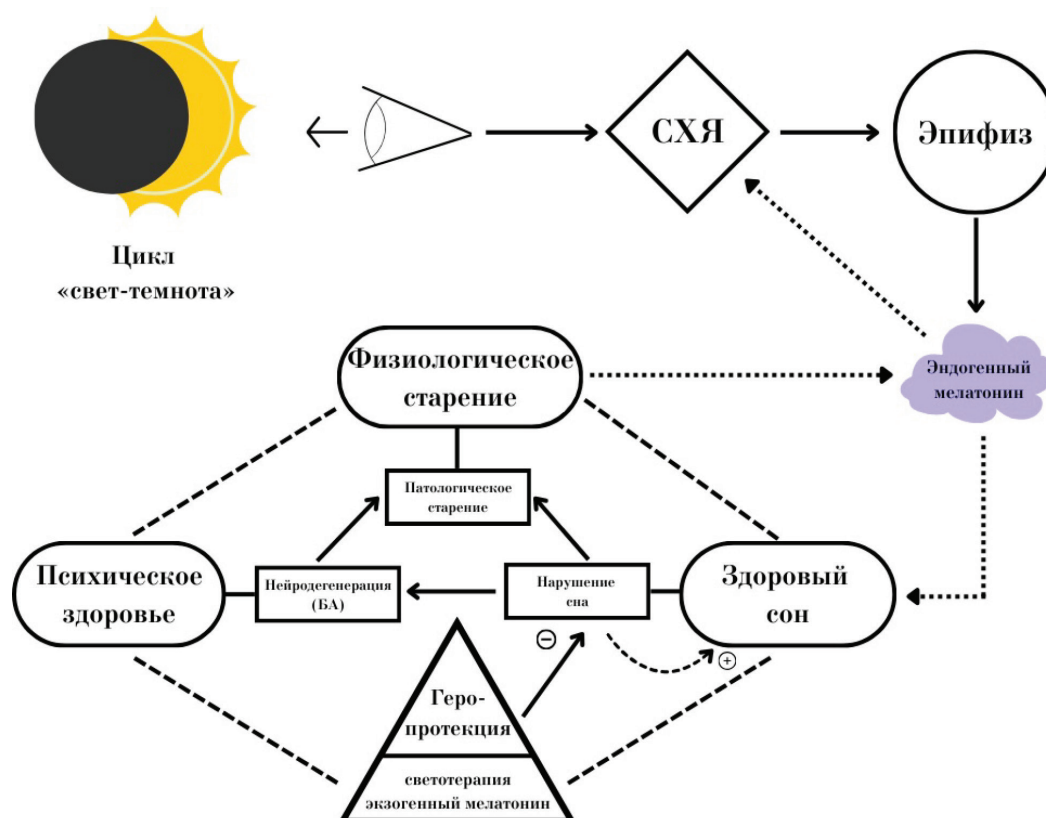 СХЯ
Эпифиз
Цикл
«свет-темнота»
Эндогенный
мелатонин
Физиологическое
старение
Патологическое
старение
Психическое
здоровье
Нейродегенерация
(БА)
Нарушение
сна
Здоровый
сон
−
+
Геро-
протекция
светотерапия
экзогенный мелатонин